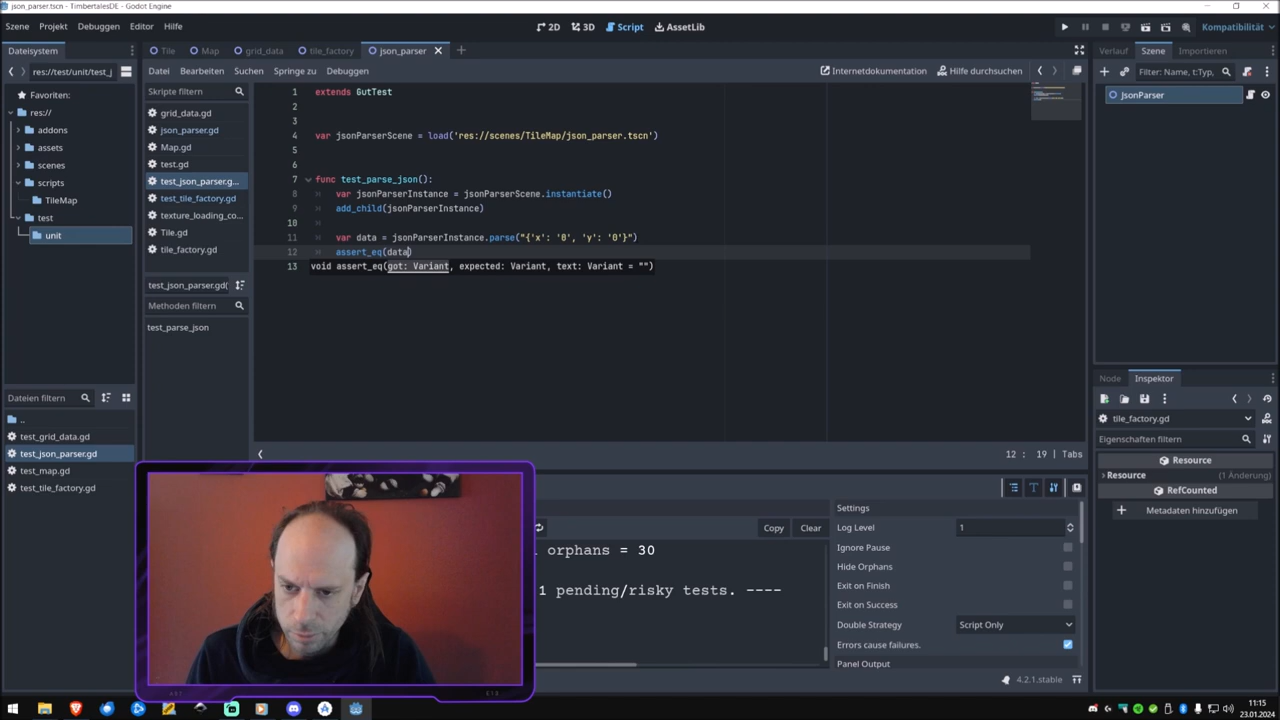 json_parser.tscn - TimbertalesDE - Godot Engine
Szene Projekt Debuggen Editor Hilfe
2D 3D Script AssetLib
Kompatibilität
Dateisystem
res://test/unit/test_j
Favoriten:
res://
addons
assets
scenes
scripts
TileMap
test
unit
Dateien filtern
..
test_grid_data.gd
test_json_parser.gd
test_map.gd
test_tile_factory.gd
Tile Map grid_data tile_factory json_parser
Datei Bearbeiten Suchen Springe zu Debuggen
Internetdokumentation Hilfe durchsuchen
Skripte filtern
grid_data.gd
json_parser.gd
Map.gd
test.gd
test_json_parser.g...
test_tile_factory.gd
texture_loading_co...
Tile.gd
tile_factory.gd
test_json_parser.gd(
Methoden filtern
test_parse_json
1 extends GutTest
2
3
4 var jsonParserScene = load('res://scenes/TileMap/json_parser.tscn')
5
6
7 func test_parse_json():
8 var jsonParserInstance = jsonParserScene.instantiate()
9 add_child(jsonParserInstance)
10
11 var data = jsonParserInstance.parse("{'x': '0', 'y': '0'}")
12 assert_eq(data)
13 void assert_eq(got: Variant, expected: Variant, text: Variant = "")
12 : 19 | Tabs
Copy Clear
orphans = 30
1 pending/risky tests. ----
Settings
Log Level 1
Ignore Pause
Hide Orphans
Exit on Finish
Exit on Success
Double Strategy Script Only
Errors cause failures.
Panel Output
4.2.1.stable
Verlauf Szene Importieren
Filter: Name, t:Typ,
JsonParser
Node Inspektor
tile_factory.gd
Eigenschaften filtern
Resource
Resource (1 Änderung)
RefCounted
Metadaten hinzufügen
11:15
23.01.2024